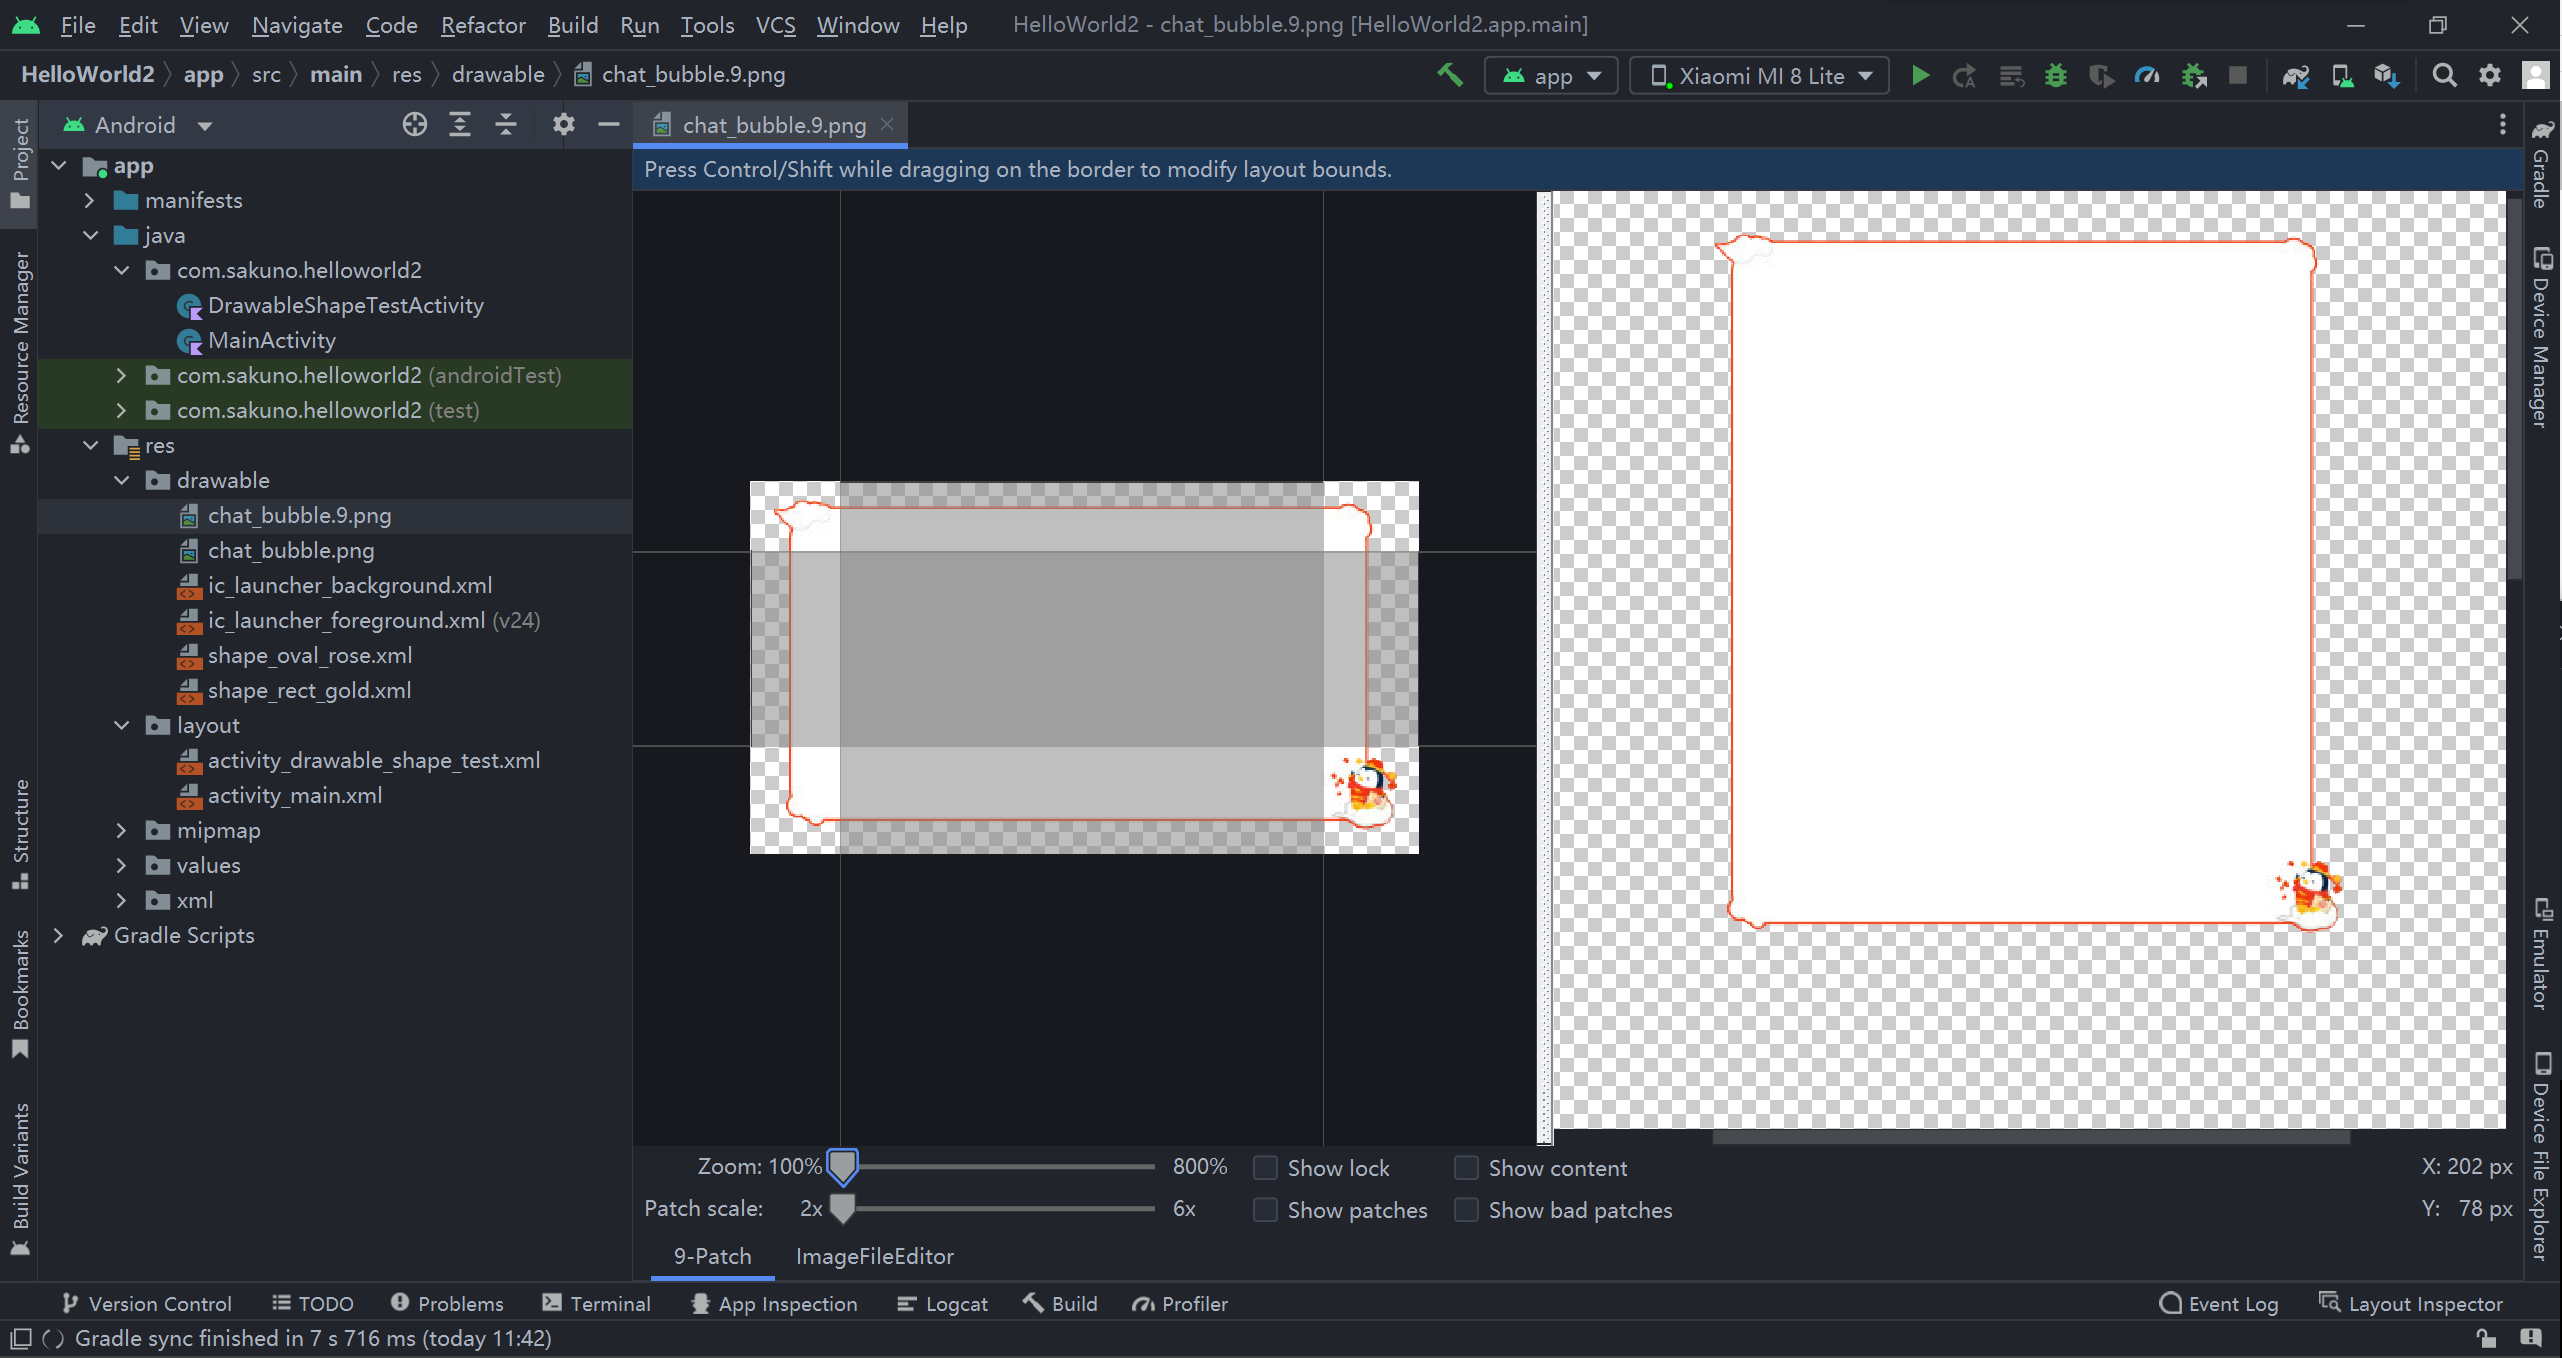 File Edit View Navigate Code Refactor Build Run Tools VCS Window Help HelloWorld2 - chat_bubble.9.png [HelloWorld2.app.main]
HelloWorld2 app src main res drawable chat_bubble.9.png app Xiaomi MI 8 Lite
Project
Resource Manager
Structure
Bookmarks
Build Variants
Android
app
manifests
java
com.sakuno.helloworld2
DrawableShapeTestActivity
MainActivity
com.sakuno.helloworld2 (androidTest)
com.sakuno.helloworld2 (test)
res
drawable
chat_bubble.9.png
chat_bubble.png
ic_launcher_background.xml
ic_launcher_foreground.xml (v24)
shape_oval_rose.xml
shape_rect_gold.xml
layout
activity_drawable_shape_test.xml
activity_main.xml
mipmap
values
xml
Gradle Scripts
chat_bubble.9.png
Press Control/Shift while dragging on the border to modify layout bounds.
Zoom: 100% 800% Show lock Show content X: 202 px
Patch scale: 2x 6x Show patches Show bad patches Y: 78 px
9-Patch ImageFileEditor
Gradle
Device Manager
Emulator
Device File Explorer
Version Control TODO Problems Terminal App Inspection Logcat Build Profiler Event Log Layout Inspector
Gradle sync finished in 7 s 716 ms (today 11:42)